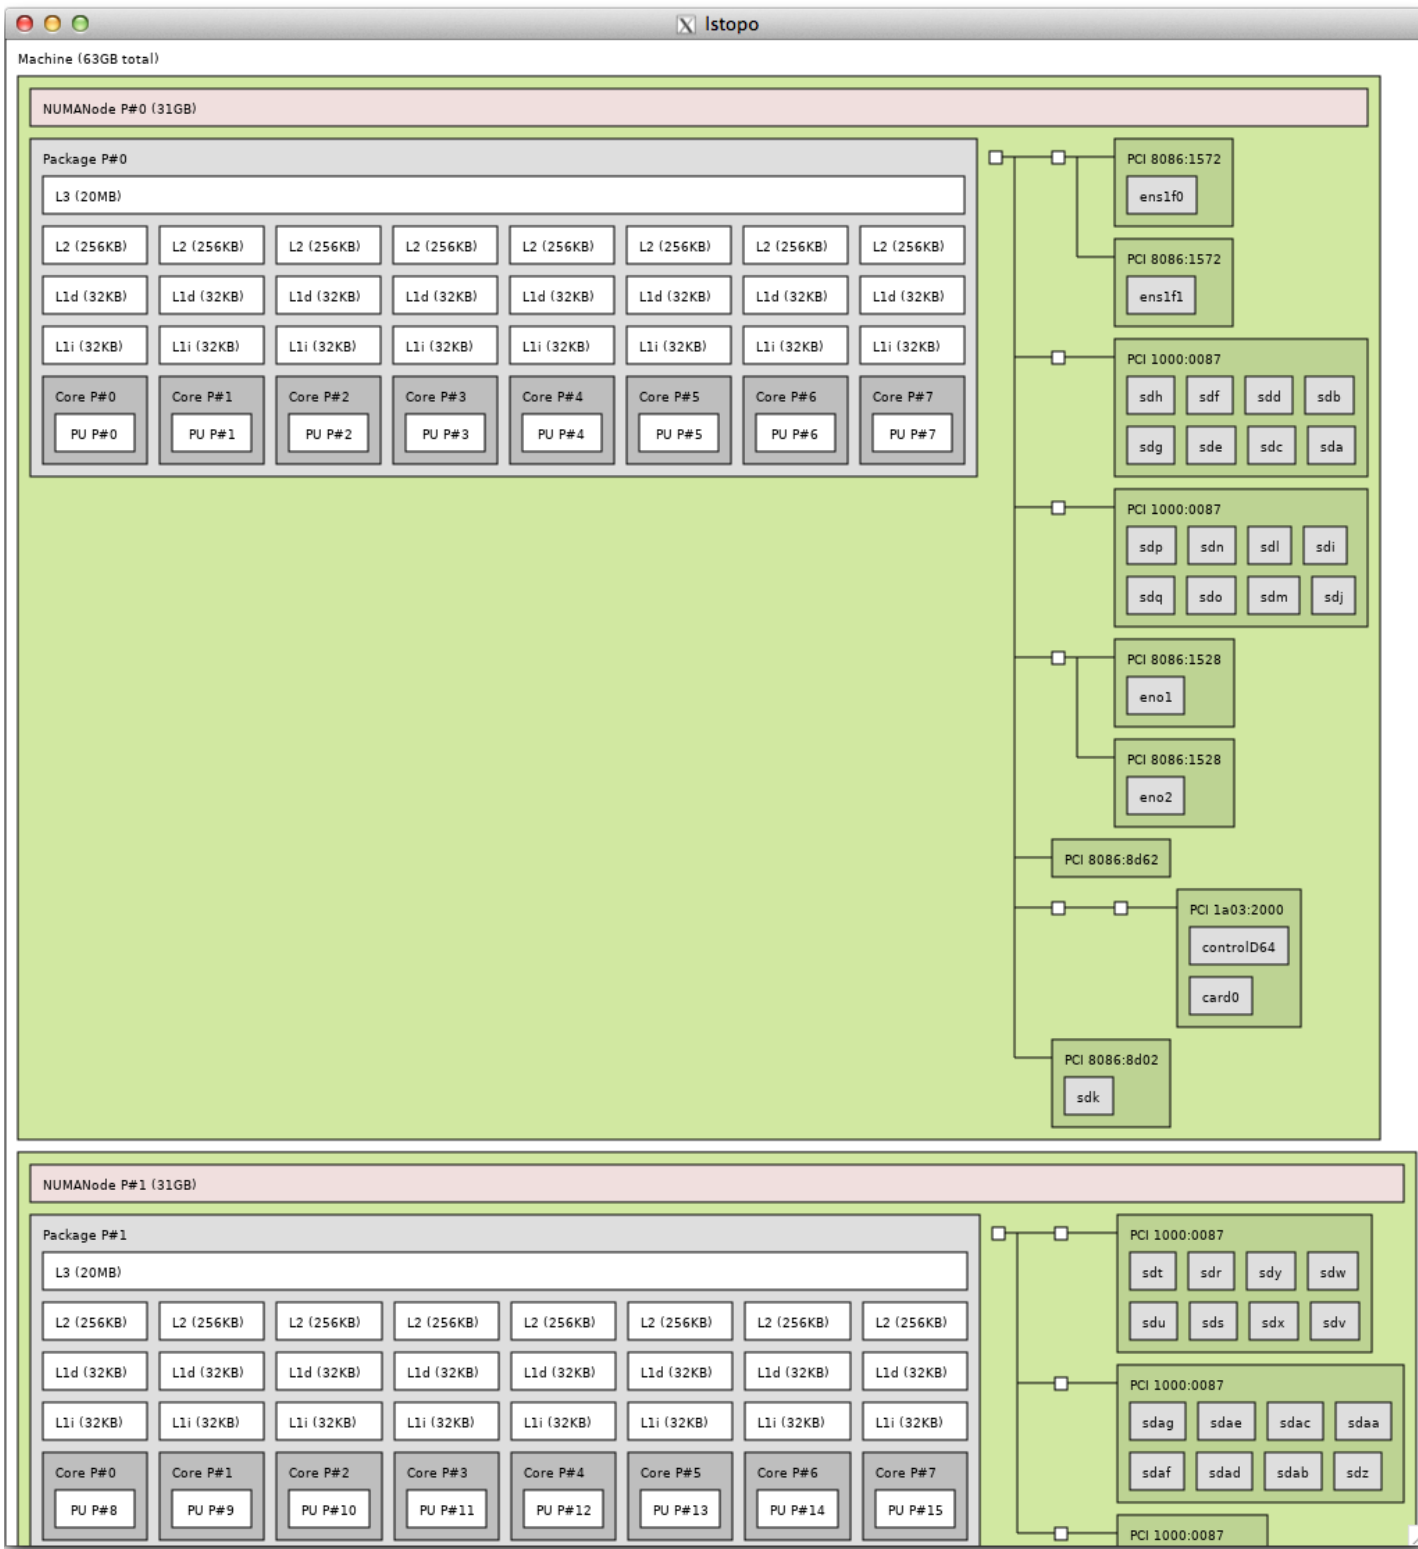 lstopo
Machine (63GB total)
NUMANode P#0 (31GB)
Package P#0
L3 (20MB)
L2 (256KB) L2 (256KB) L2 (256KB) L2 (256KB) L2 (256KB) L2 (256KB) L2 (256KB) L2 (256KB)
L1d (32KB) L1d (32KB) L1d (32KB) L1d (32KB) L1d (32KB) L1d (32KB) L1d (32KB) L1d (32KB)
L1i (32KB) L1i (32KB) L1i (32KB) L1i (32KB) L1i (32KB) L1i (32KB) L1i (32KB) L1i (32KB)
Core P#0 Core P#1 Core P#2 Core P#3 Core P#4 Core P#5 Core P#6 Core P#7
PU P#0 PU P#1 PU P#2 PU P#3 PU P#4 PU P#5 PU P#6 PU P#7
PCI 8086:1572
ens1f0
PCI 8086:1572
ens1f1
PCI 1000:0087
sdh sdf sdd sdb
sdg sde sdc sda
PCI 1000:0087
sdp sdn sdl sdi
sdq sdo sdm sdj
PCI 8086:1528
eno1
PCI 8086:1528
eno2
PCI 8086:8d62
PCI 1a03:2000
controlD64
card0
PCI 8086:8d02
sdk
NUMANode P#1 (31GB)
Package P#1
L3 (20MB)
L2 (256KB) L2 (256KB) L2 (256KB) L2 (256KB) L2 (256KB) L2 (256KB) L2 (256KB) L2 (256KB)
L1d (32KB) L1d (32KB) L1d (32KB) L1d (32KB) L1d (32KB) L1d (32KB) L1d (32KB) L1d (32KB)
L1i (32KB) L1i (32KB) L1i (32KB) L1i (32KB) L1i (32KB) L1i (32KB) L1i (32KB) L1i (32KB)
Core P#0 Core P#1 Core P#2 Core P#3 Core P#4 Core P#5 Core P#6 Core P#7
PU P#8 PU P#9 PU P#10 PU P#11 PU P#12 PU P#13 PU P#14 PU P#15
PCI 1000:0087
sdt sdr sdy sdw
sdu sds sdx sdv
PCI 1000:0087
sdag sdae sdac sdaa
sdaf sdad sdab sdz
PCI 1000:0087